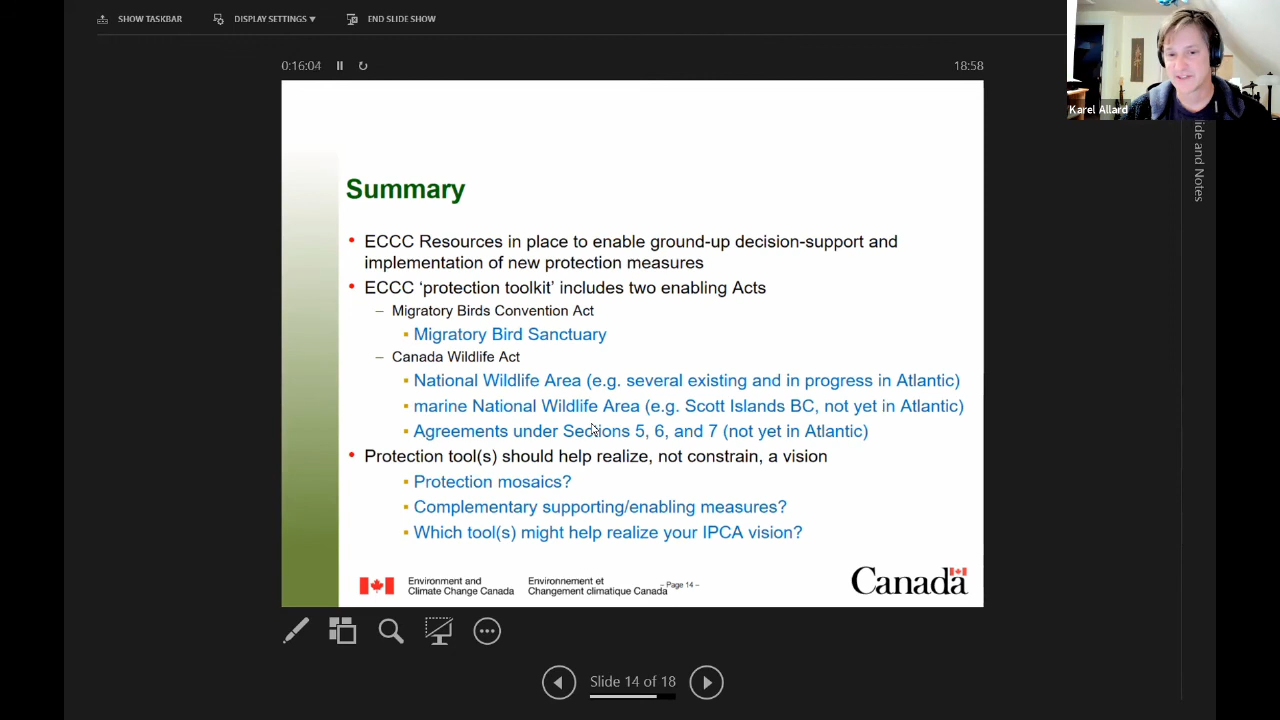 SHOW TASKBAR
DISPLAY SETTINGS ▼
END SLIDE SHOW
0:16:04
18:58
Karel Allard
lide and Notes
Summary
• ECCC Resources in place to enable ground-up decision-support and
implementation of new protection measures
• ECCC ‘protection toolkit’ includes two enabling Acts
– Migratory Birds Convention Act
▪ Migratory Bird Sanctuary
– Canada Wildlife Act
▪ National Wildlife Area (e.g. several existing and in progress in Atlantic)
▪ marine National Wildlife Area (e.g. Scott Islands BC, not yet in Atlantic)
▪ Agreements under Sections 5, 6, and 7 (not yet in Atlantic)
• Protection tool(s) should help realize, not constrain, a vision
▪ Protection mosaics?
▪ Complementary supporting/enabling measures?
▪ Which tool(s) might help realize your IPCA vision?
Environment and
Climate Change Canada
Environnement et
Changement climatique Canada
– Page 14 –
Canada
Slide 14 of 18